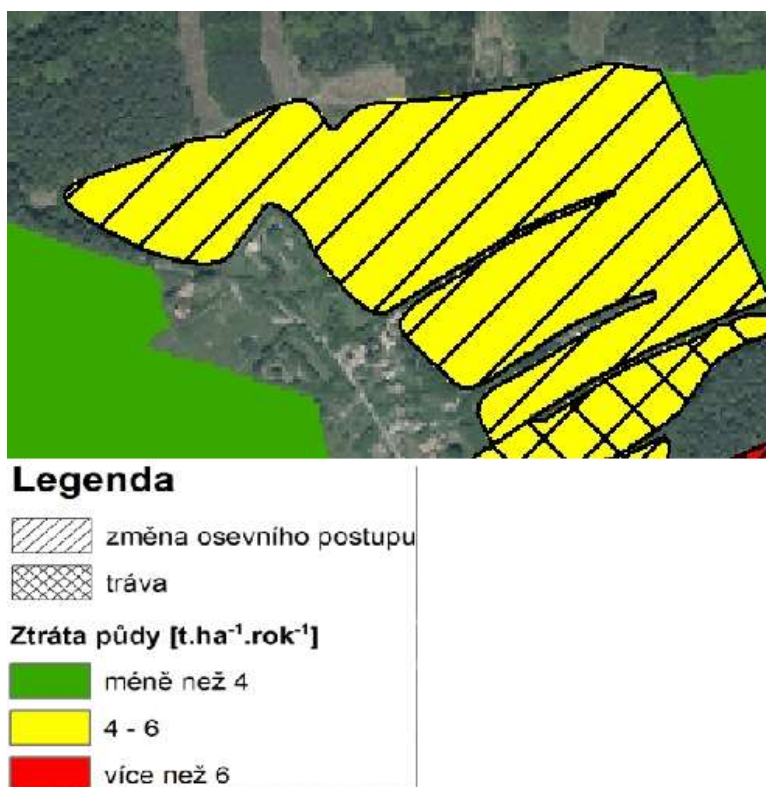 Legenda
změna osevního postupu
tráva
Ztráta půdy [t.ha⁻¹.rok⁻¹]
méně než 4
4 - 6
více než 6